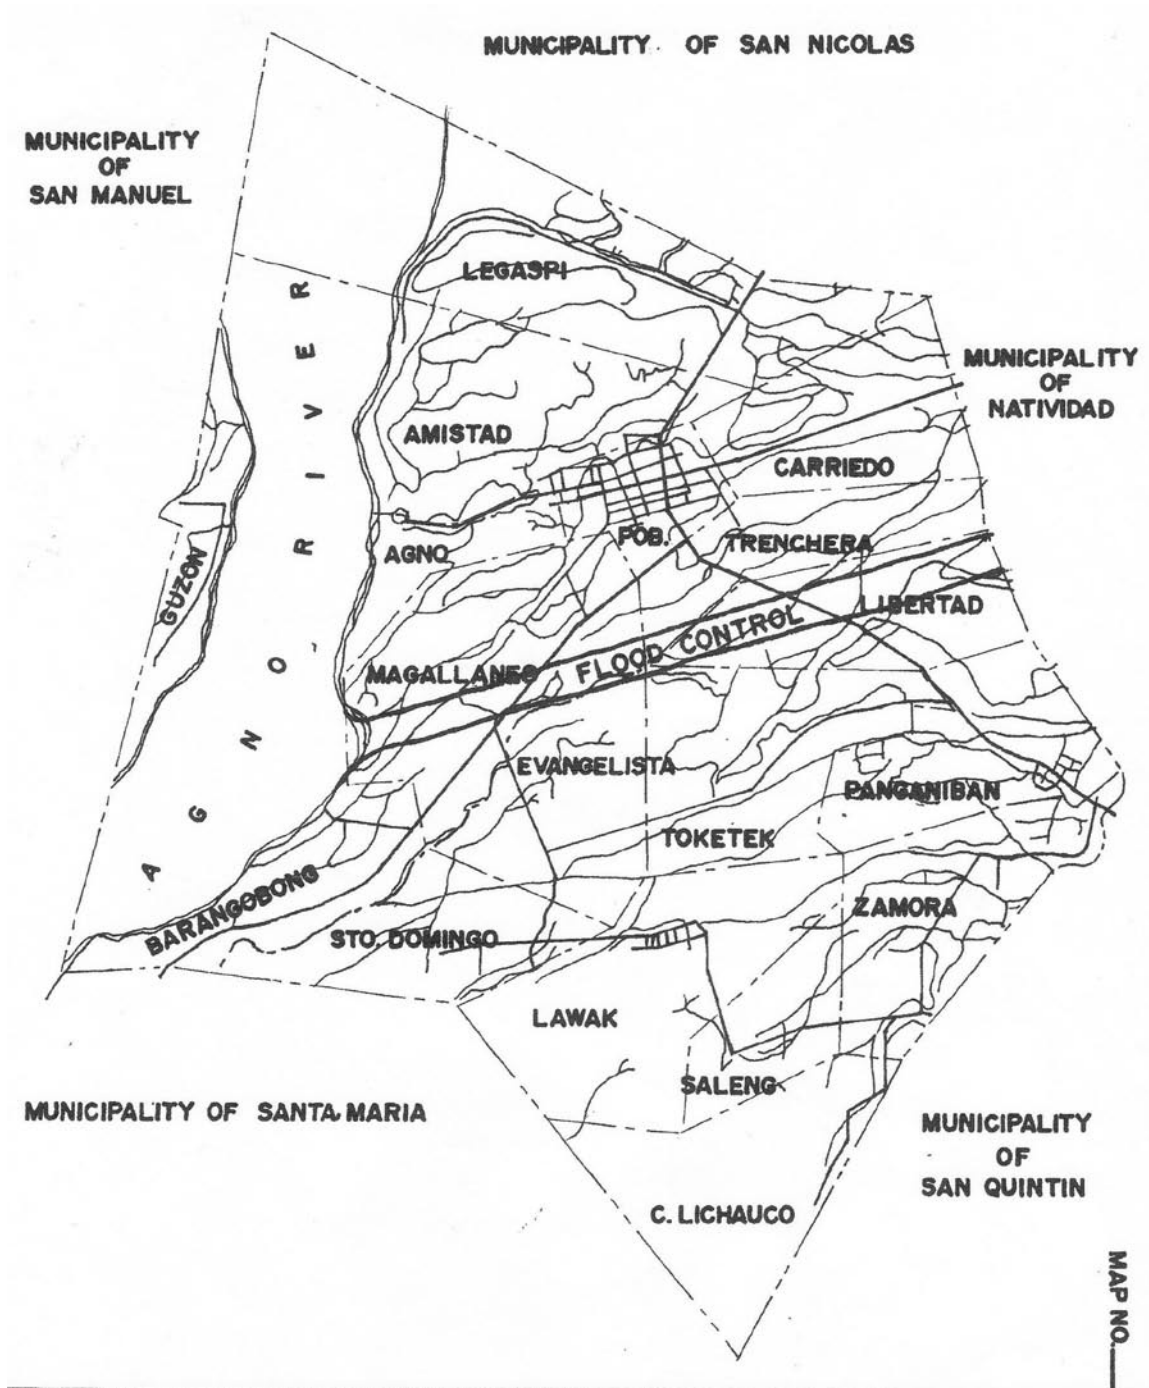 MUNICIPALITY OF SAN NICOLAS
MUNICIPALITY
OF
SAN MANUEL
LEGASPI
AGNO RIVER
MUNICIPALITY
OF
NATIVIDAD
AMISTAD
CARRIEDO
AGNO
POB.
TRENCHERA
GUZON
LIBERTAD
FLOOD CONTROL
MAGALLANES
EVANGELISTA
PANGANIBAN
TOKETEK
BARANGOBONG
ZAMORA
STO. DOMINGO
LAWAK
SALENG
MUNICIPALITY OF SANTA MARIA
MUNICIPALITY
OF
SAN QUINTIN
C. LICHAUCO
MAP NO.